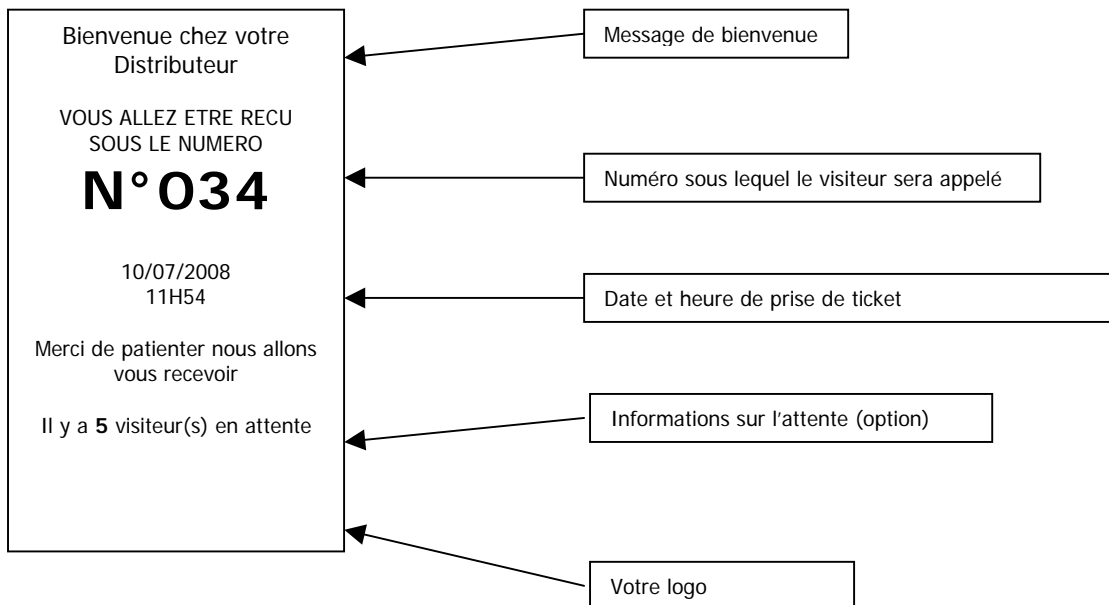 Bienvenue chez votre
Distributeur
VOUS ALLEZ ETRE RECU
SOUS LE NUMERO
N°034
10/07/2008
11H54
Merci de patienter nous allons
vous recevoir
Il y a 5 visiteur(s) en attente
Message de bienvenue
Numéro sous lequel le visiteur sera appelé
Date et heure de prise de ticket
Informations sur l'attente (option)
Votre logo